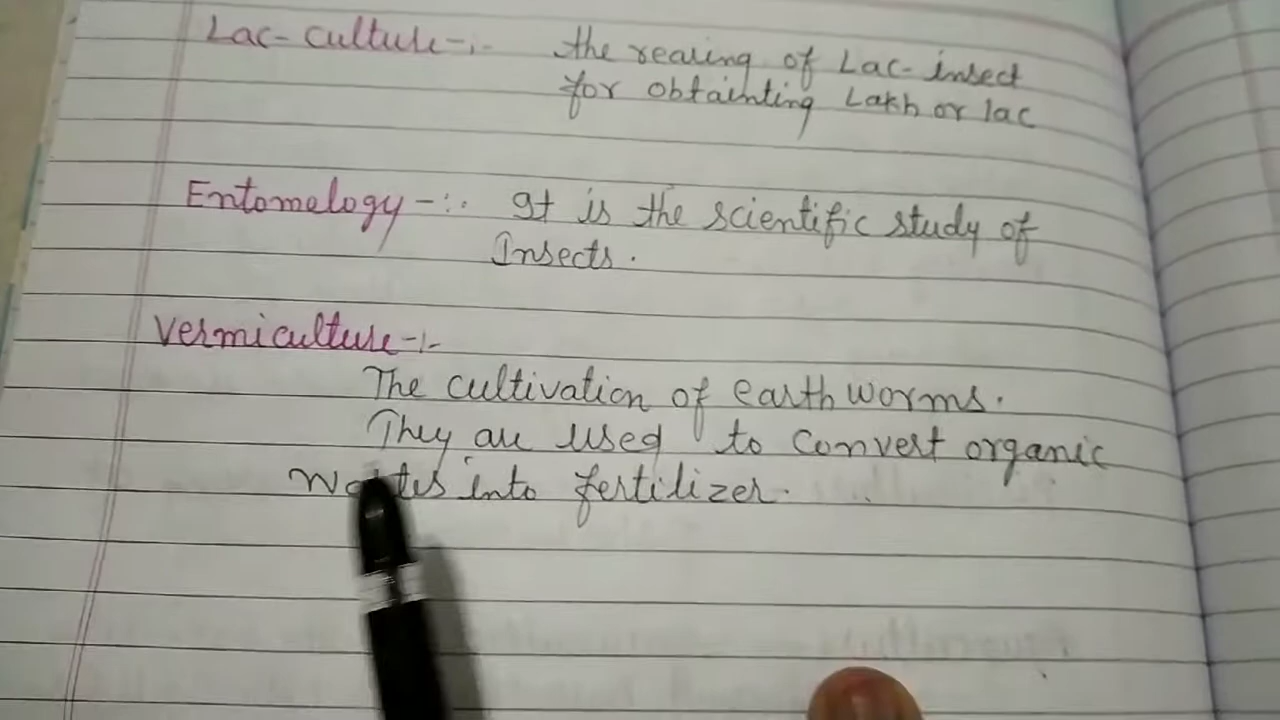 Lac-culture-:- the rearing of Lac-insect
for obtainting Lakh or lac
Entomelogy-:- It is the scientific study of
Insects.
Vermiculture-:-
The cultivation of earthworms.
They are used to convert organic
into fertilizer.